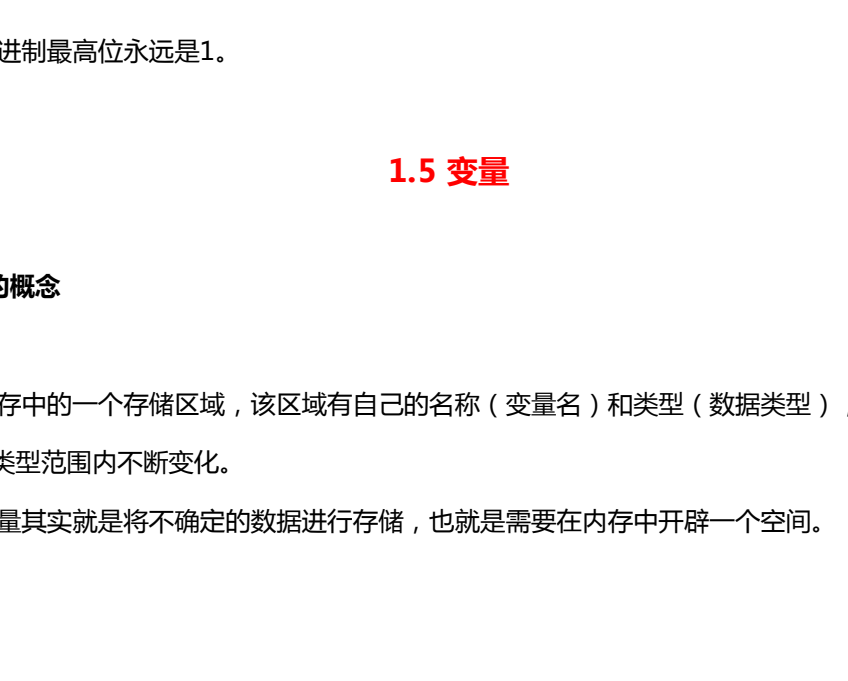 进制最高位永远是1。
1.5 变量
的概念
存中的一个存储区域，该区域有自己的名称（变量名）和类型（数据类型），
类型范围内不断变化。
量其实就是将不确定的数据进行存储，也就是需要在内存中开辟一个空间。